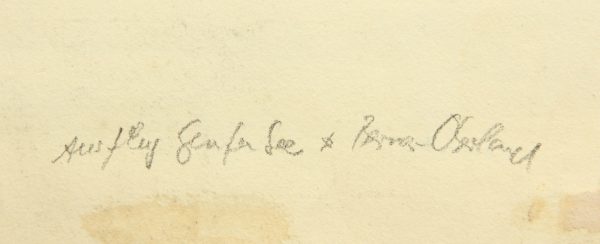 Ausflug Genfer See + Berner Oberland